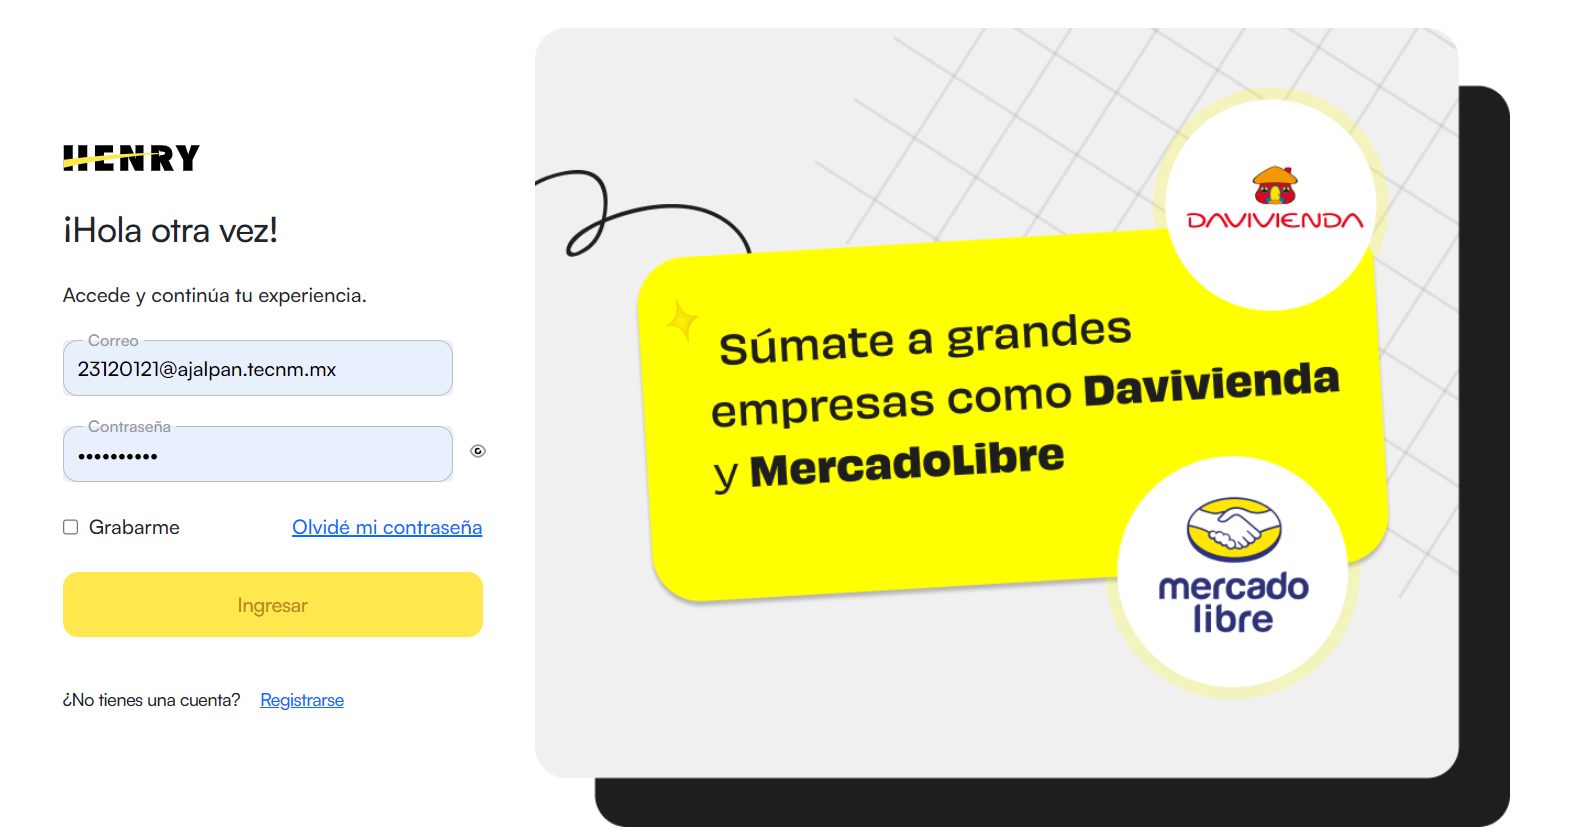 HENRY
¡Hola otra vez!
Accede y continúa tu experiencia.
Correo
23120121@ajalpan.tecnm.mx
Contraseña
••••••••••
Grabarme
Olvidé mi contraseña
Ingresar
¿No tienes una cuenta? Registrarse
DAVIVIENDA
Súmate a grandes
empresas como Davivienda
y MercadoLibre
mercado
libre